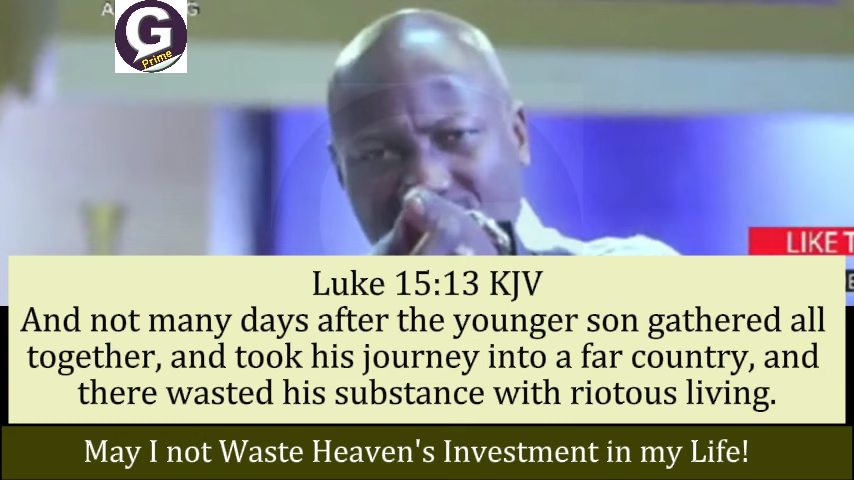 G
Prime
LIKE T
Luke 15:13 KJV
And not many days after the younger son gathered all
together, and took his journey into a far country, and
there wasted his substance with riotous living.
May I not Waste Heaven's Investment in my Life!